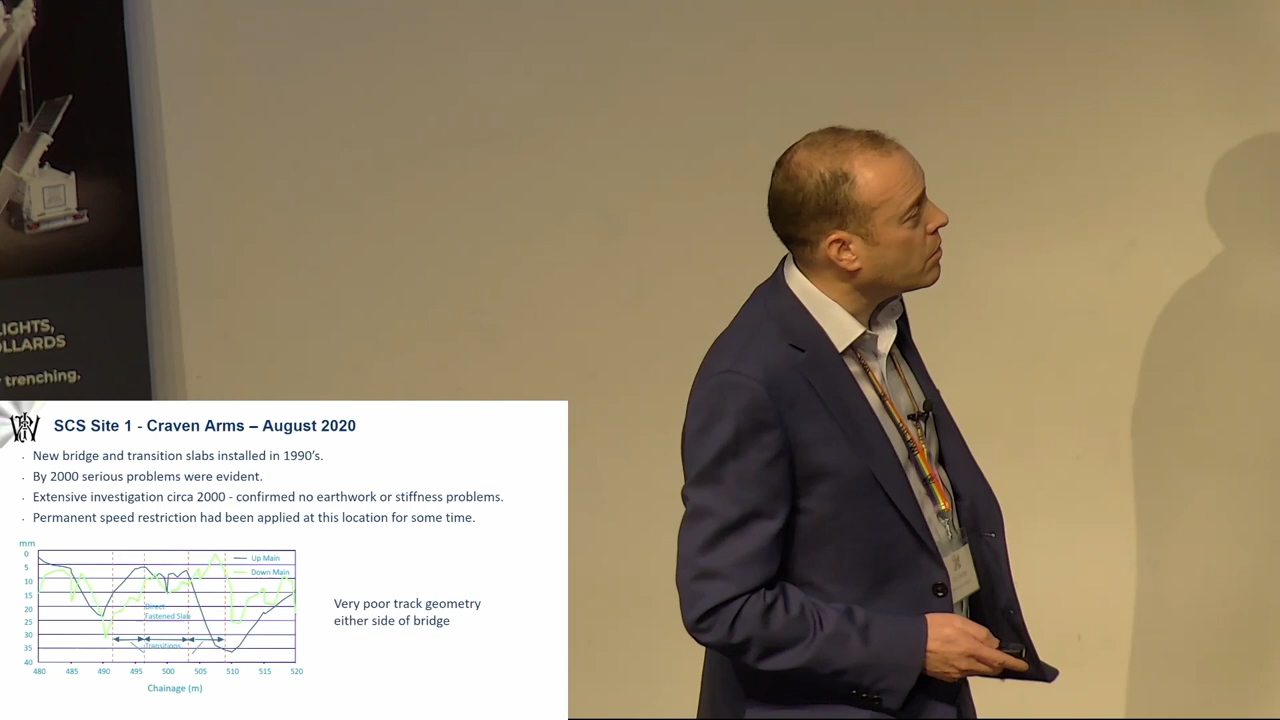 LIGHTS,
OLLARDS
trenching.
SCS Site 1 - Craven Arms – August 2020
· New bridge and transition slabs installed in 1990's.
· By 2000 serious problems were evident.
· Extensive investigation circa 2000 - confirmed no earthwork or stiffness problems.
· Permanent speed restriction had been applied at this location for some time.
mm
0
5
10
15
20
25
30
35
40
Up Main
Down Main
Direct
Fastened Slab
Transitions
480 485 490 495 500 505 510 515 520
Chainage (m)
Very poor track geometry
either side of bridge